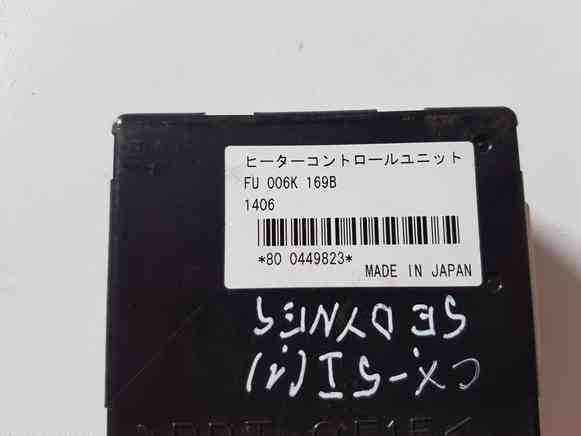 ヒーターコントロールユニット
FU 006K 169B
1406
*80 0449823*
MADE IN JAPAN
CX-5 I(1)